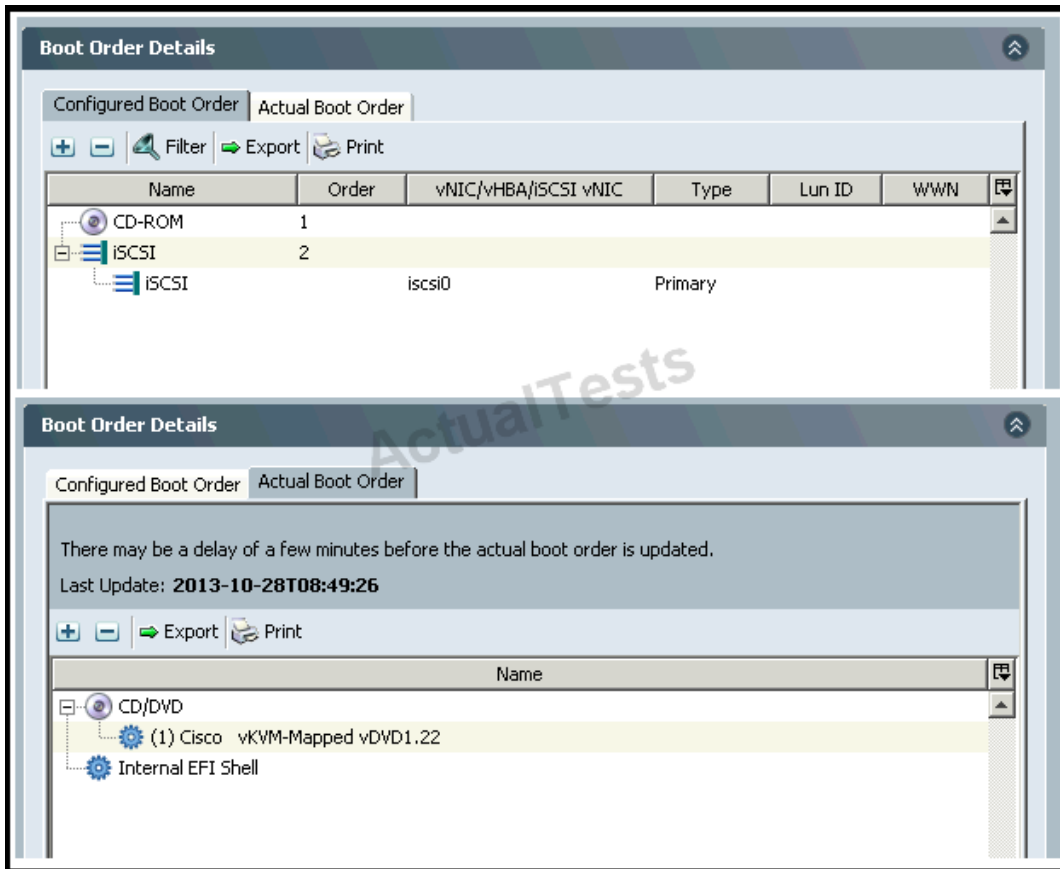 Boot Order Details
Configured Boot Order Actual Boot Order
Filter Export Print
Name Order vNIC/vHBA/iSCSI vNIC Type Lun ID WWN
CD-ROM 1
iSCSI 2
iSCSI iscsi0 Primary
ActualTests
Boot Order Details
Configured Boot Order Actual Boot Order
There may be a delay of a few minutes before the actual boot order is updated.
Last Update: 2013-10-28T08:49:26
Export Print
Name
CD/DVD
(1) Cisco vKVM-Mapped vDVD1.22
Internal EFI Shell